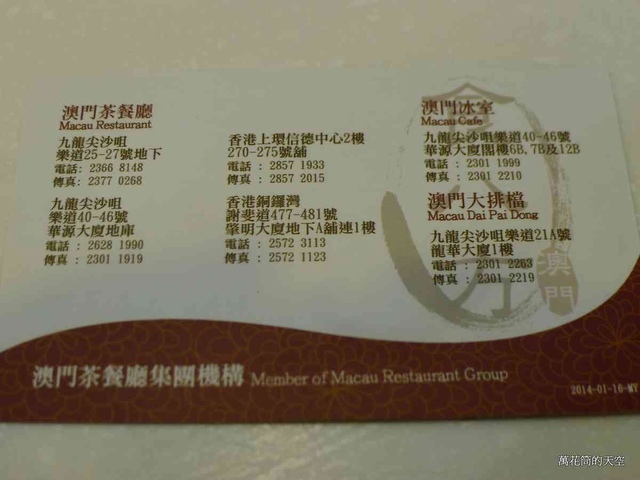 澳門茶餐廳
Macau Restaurant
九龍尖沙咀
樂道25-27號地下
電話：2366 8148
傳真：2377 0268
九龍尖沙咀
樂道40-46號
華源大廈地庫
電話：2628 1990
傳真：2301 1919
香港上環信德中心2樓
270-275號舖
電話：2857 1933
傳真：2857 2015
香港銅鑼灣
謝斐道477-481號
肇明大廈地下A舖連1樓
電話：2572 3113
傳真：2572 1123
澳門冰室
Macau Cafe
九龍尖沙咀樂道40-46號
華源大廈閣樓6B,7B及12B
電話：2301 1999
傳真：2301 2210
澳門大排檔
Macau Dai Pai Dong
九龍尖沙咀樂道21A號
龍華大廈1樓
電話：2301 2263
傳真：2301 2219
澳門
澳門茶餐廳集團機構 Member of Macau Restaurant Group
2014-01-16-MY
萬花筒的天空